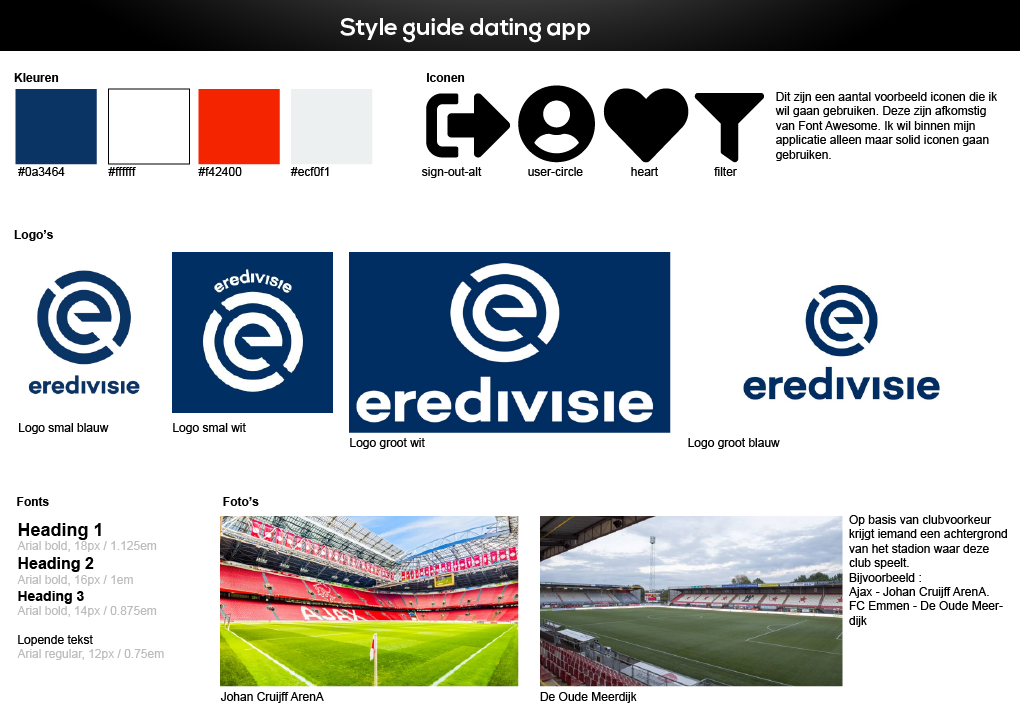 Style guide dating app
Kleuren
#0a3464
#ffffff
#f42400
#ecf0f1
Iconen
sign-out-alt
user-circle
heart
filter
Dit zijn een aantal voorbeeld iconen die ik
wil gaan gebruiken. Deze zijn afkomstig
van Font Awesome. Ik wil binnen mijn
applicatie alleen maar solid iconen gaan
gebruiken.
Logo's
eredivisie
Logo smal blauw
eredivisie
Logo smal wit
eredivisie
Logo groot wit
eredivisie
Logo groot blauw
Fonts
Heading 1
Arial bold, 18px / 1.125em
Heading 2
Arial bold, 16px / 1em
Heading 3
Arial bold, 14px / 0.875em
Lopende tekst
Arial regular, 12px / 0.75em
Foto's
AJAX
Johan Cruijff ArenA
De Oude Meerdijk
Op basis van clubvoorkeur
krijgt iemand een achtergrond
van het stadion waar deze
club speelt.
Bijvoorbeeld :
Ajax - Johan Cruijff ArenA.
FC Emmen - De Oude Meer-
dijk